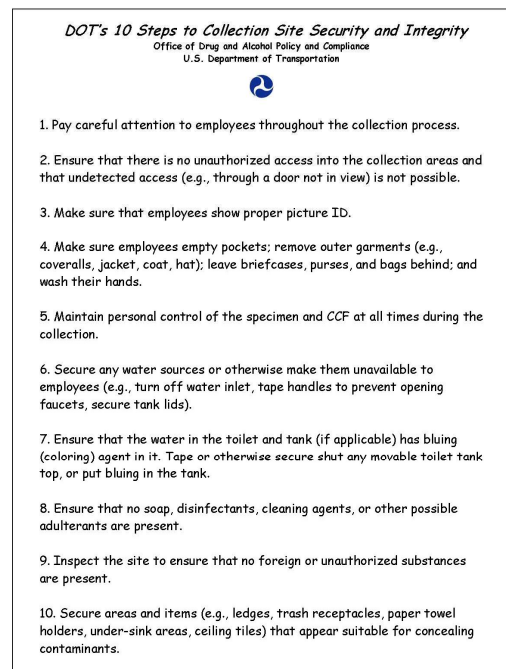 DOT's 10 Steps to Collection Site Security and Integrity
Office of Drug and Alcohol Policy and Compliance
U.S. Department of Transportation
1. Pay careful attention to employees throughout the collection process.
2. Ensure that there is no unauthorized access into the collection areas and
that undetected access (e.g., through a door not in view) is not possible.
3. Make sure that employees show proper picture ID.
4. Make sure employees empty pockets; remove outer garments (e.g.,
coveralls, jacket, coat, hat); leave briefcases, purses, and bags behind; and
wash their hands.
5. Maintain personal control of the specimen and CCF at all times during the
collection.
6. Secure any water sources or otherwise make them unavailable to
employees (e.g., turn off water inlet, tape handles to prevent opening
faucets, secure tank lids).
7. Ensure that the water in the toilet and tank (if applicable) has bluing
(coloring) agent in it. Tape or otherwise secure shut any movable toilet tank
top, or put bluing in the tank.
8. Ensure that no soap, disinfectants, cleaning agents, or other possible
adulterants are present.
9. Inspect the site to ensure that no foreign or unauthorized substances
are present.
10. Secure areas and items (e.g., ledges, trash receptacles, paper towel
holders, under-sink areas, ceiling tiles) that appear suitable for concealing
contaminants.